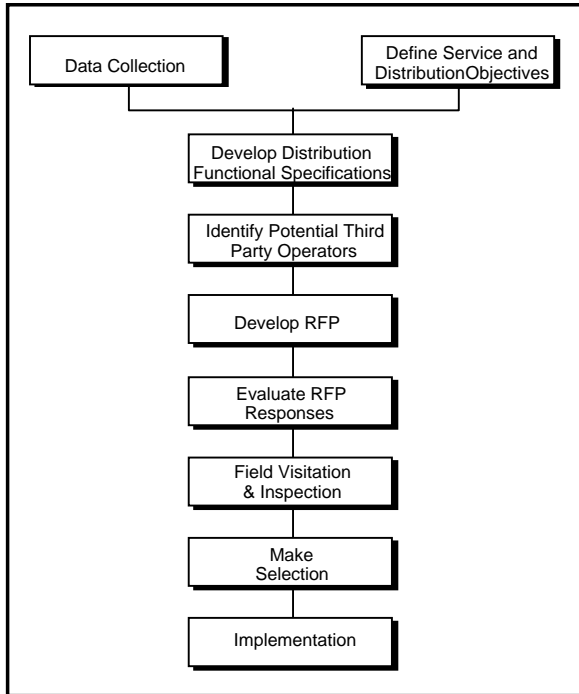 Data Collection
Define Service and
DistributionObjectives
Develop Distribution
Functional Specifications
Identify Potential Third
Party Operators
Develop RFP
Evaluate RFP
Responses
Field Visitation
& Inspection
Make
Selection
Implementation